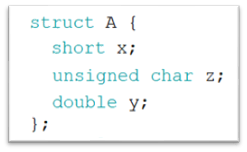 struct A {
short x;
unsigned char z;
double y;
};